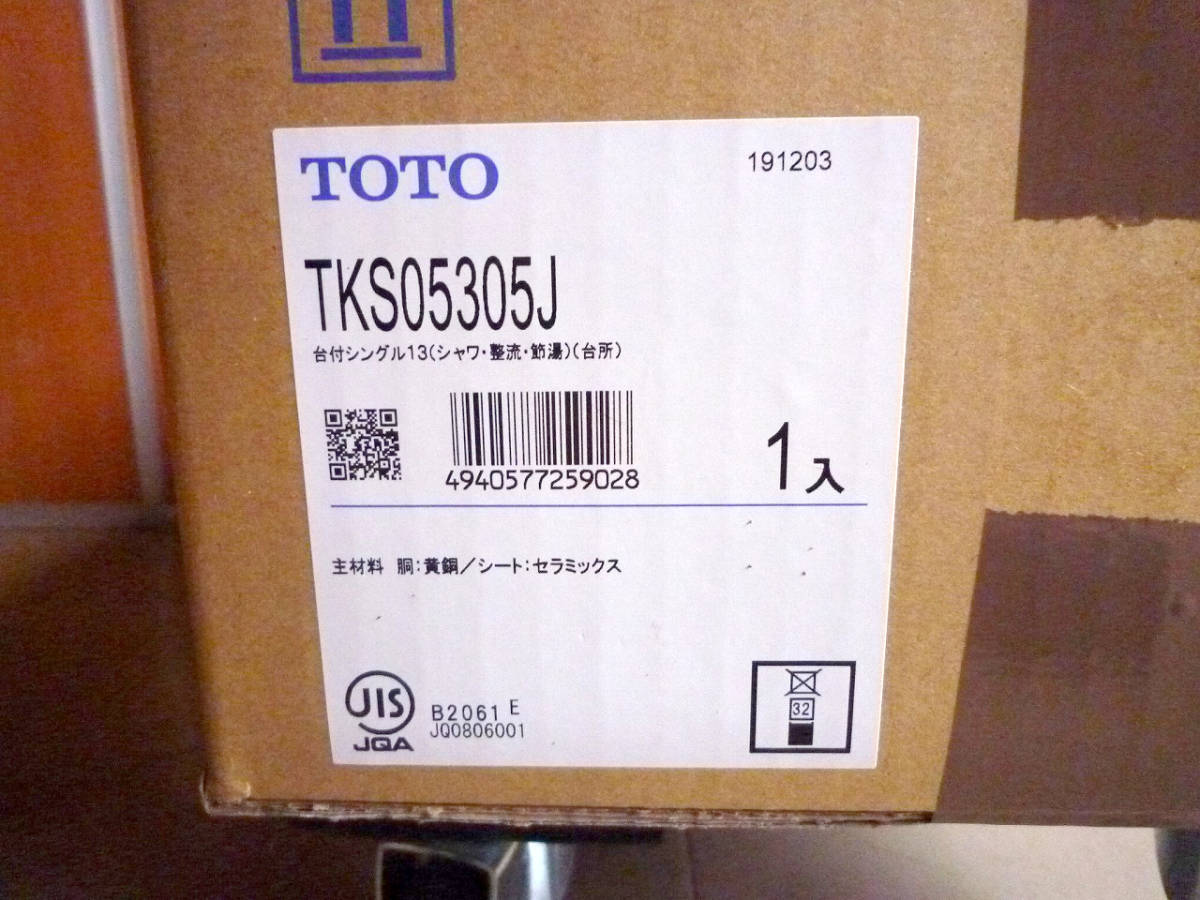 TOTO
191203
TKS05305J
台付シングル13(シャワ・整流・節湯)(台所)
4940577259028
1入
主材料 胴:黄銅/シート:セラミックス
JIS
JQA
B2061 E
JQ0806001
32